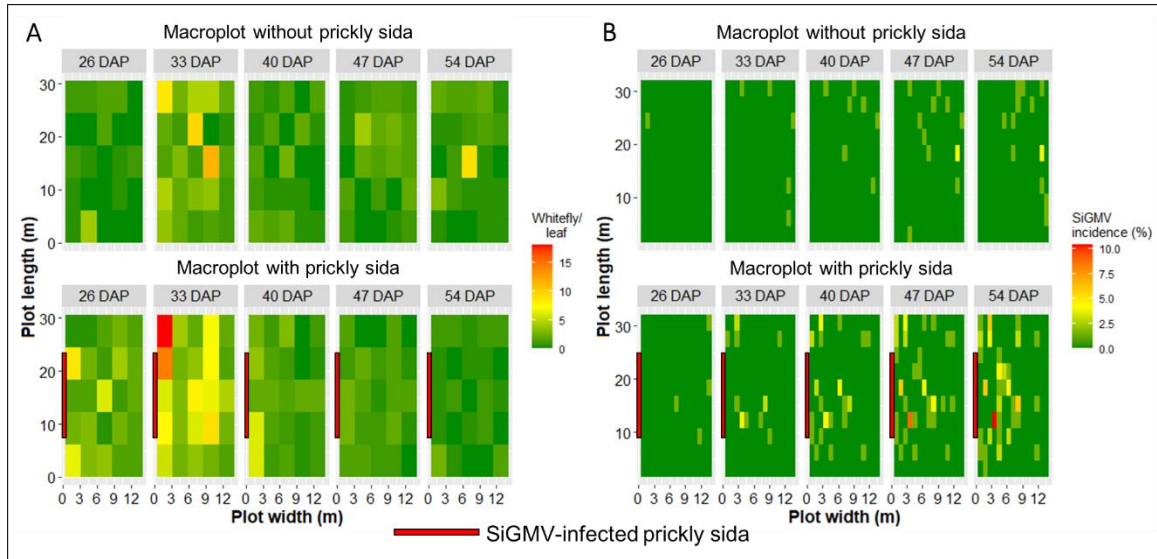 A
Macroplot without prickly sida
26 DAP 33 DAP 40 DAP 47 DAP 54 DAP
30
20
10
0
Macroplot with prickly sida
26 DAP 33 DAP 40 DAP 47 DAP 54 DAP
30
20
10
0
Plot length (m)
0 3 6 9 12 0 3 6 9 12 0 3 6 9 12 0 3 6 9 12 0 3 6 9 12
Plot width (m)
Whitefly/
leaf
15
10
5
0
B
Macroplot without prickly sida
26 DAP 33 DAP 40 DAP 47 DAP 54 DAP
30
20
10
Macroplot with prickly sida
26 DAP 33 DAP 40 DAP 47 DAP 54 DAP
30
20
10
Plot length (m)
0 3 6 9 12 0 3 6 9 12 0 3 6 9 12 0 3 6 9 12 0 3 6 9 12
Plot width (m)
SiGMV
incidence (%)
10.0
7.5
5.0
2.5
0.0
SiGMV-infected prickly sida